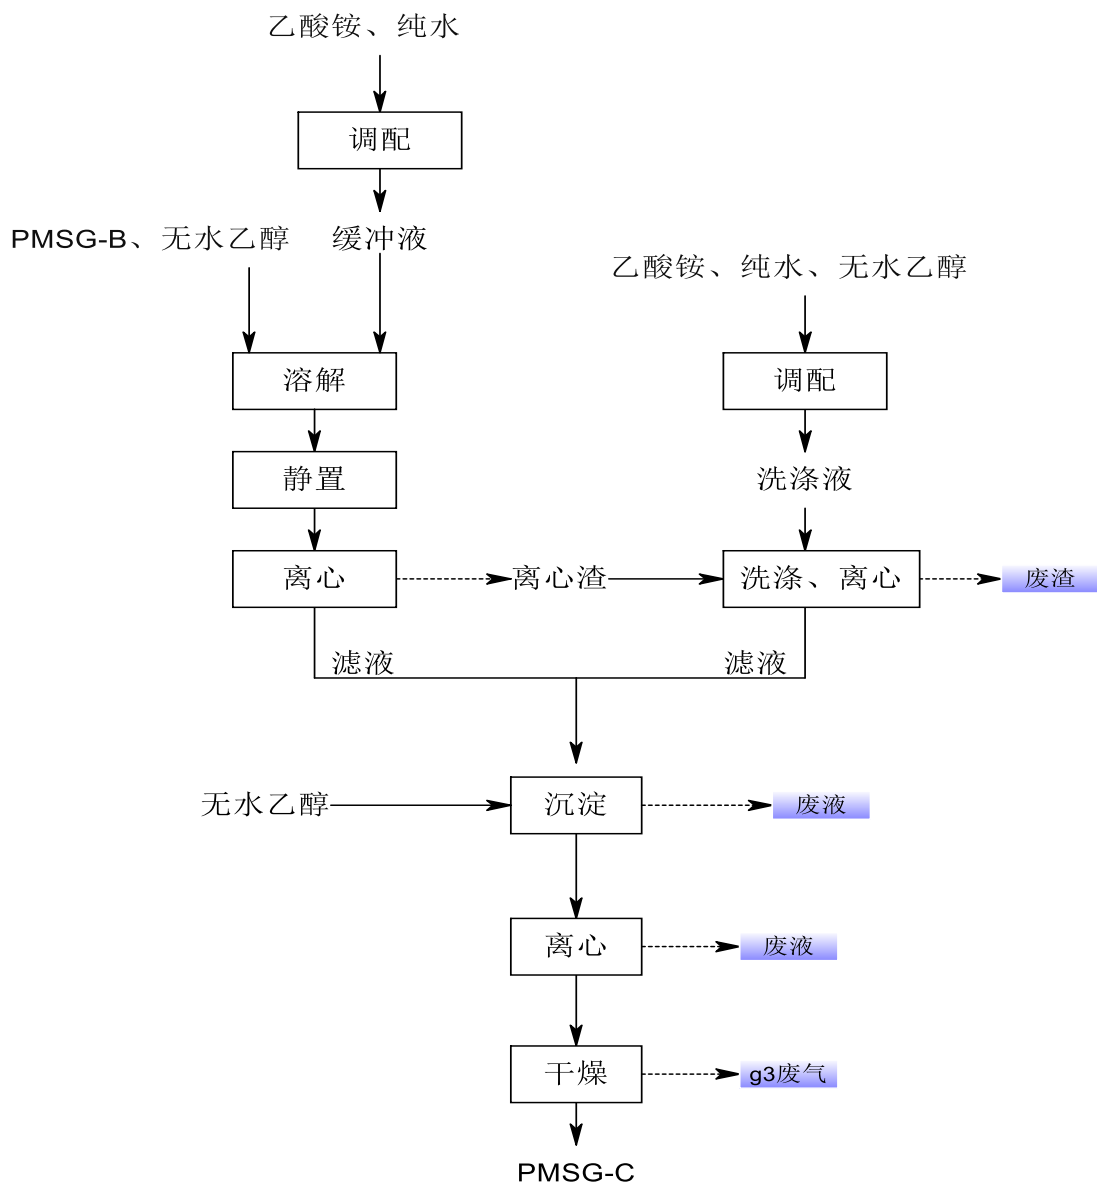 乙酸铵、纯水
调配
PMSG-B、无水乙醇
缓冲液
乙酸铵、纯水、无水乙醇
溶解
调配
静置
洗涤液
离心
离心渣
洗涤、离心
废渣
滤液
滤液
无水乙醇
沉淀
废液
离心
废液
干燥
g3废气
PMSG-C